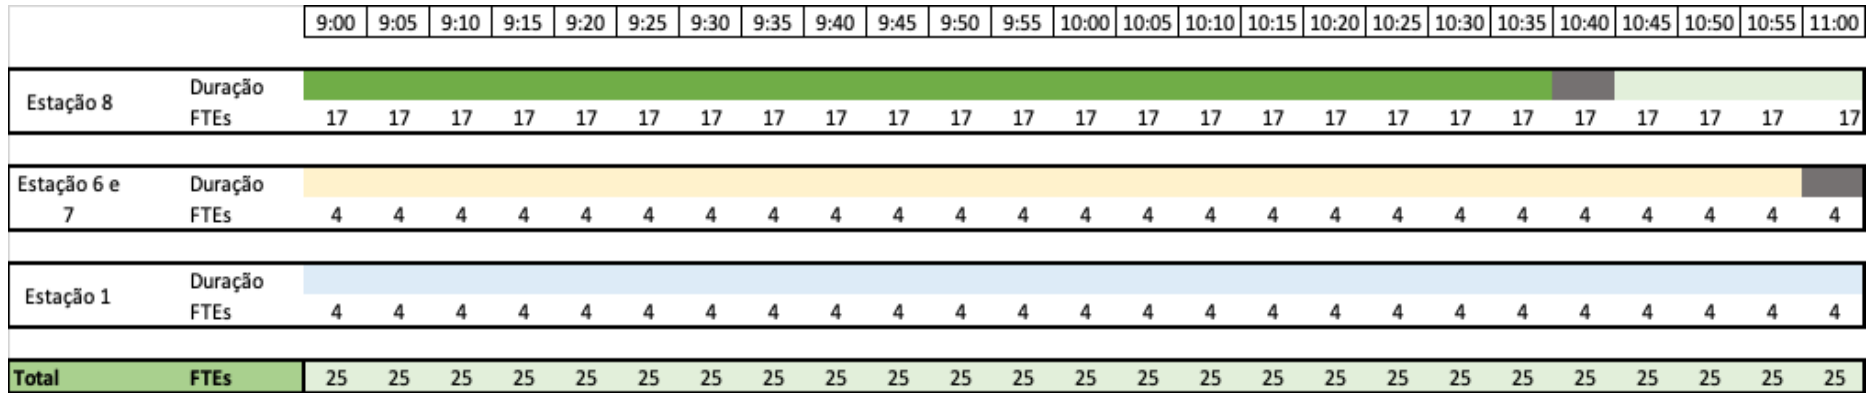 9:00 9:05 9:10 9:15 9:20 9:25 9:30 9:35 9:40 9:45 9:50 9:55 10:00 10:05 10:10 10:15 10:20 10:25 10:30 10:35 10:40 10:45 10:50 10:55 11:00
Estação 8
Duração
FTEs 17 17 17 17 17 17 17 17 17 17 17 17 17 17 17 17 17 17 17 17 17 17 17 17 17
Estação 6 e
7
Duração
FTEs 4 4 4 4 4 4 4 4 4 4 4 4 4 4 4 4 4 4 4 4 4 4 4 4 4
Estação 1
Duração
FTEs 4 4 4 4 4 4 4 4 4 4 4 4 4 4 4 4 4 4 4 4 4 4 4 4 4
Total FTEs 25 25 25 25 25 25 25 25 25 25 25 25 25 25 25 25 25 25 25 25 25 25 25 25 25